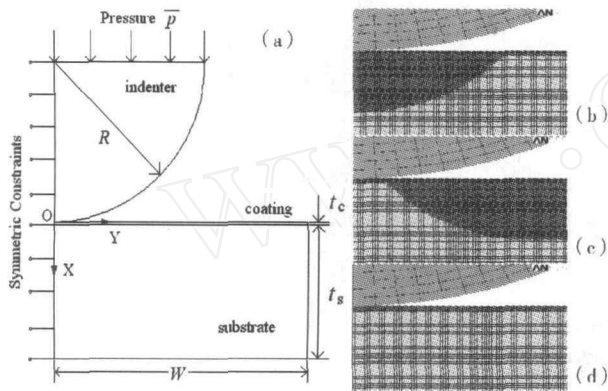 Pressure p̅
(a)
indenter
R
Symmetric Constraints
O
Y
coating
t_c
X
substrate
t_s
W
(b)
(c)
(d)